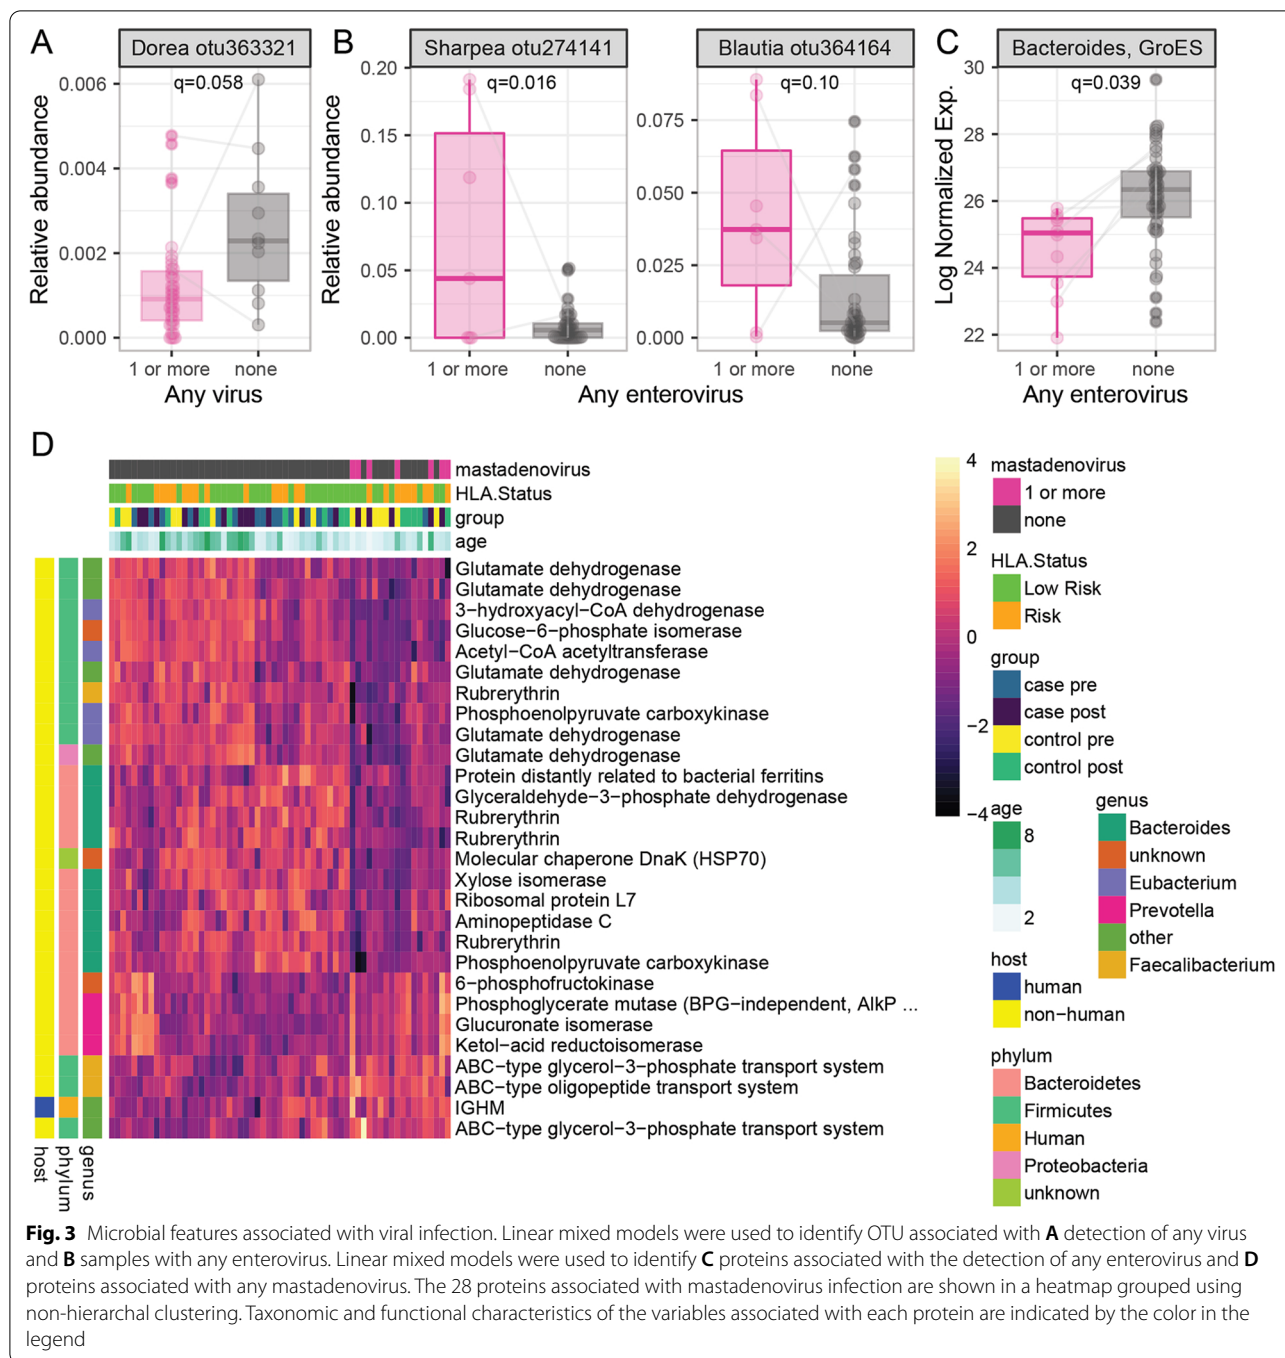 A
Dorea otu363321
q=0.058
Relative abundance
0.006
0.004
0.002
0.000
1 or more
none
Any virus
B
Sharpea otu274141
q=0.016
Relative abundance
0.20
0.15
0.10
0.05
0.00
1 or more
none
Blautia otu364164
q=0.10
0.075
0.050
0.025
0.000
1 or more
none
Any enterovirus
C
Bacteroides, GroES
q=0.039
Log Normalized Exp.
30
28
26
24
22
1 or more
none
Any enterovirus
D
mastadenovirus
HLA.Status
group
age
Glutamate dehydrogenase
Glutamate dehydrogenase
3−hydroxyacyl−CoA dehydrogenase
Glucose−6−phosphate isomerase
Acetyl−CoA acetyltransferase
Glutamate dehydrogenase
Rubrerythrin
Phosphoenolpyruvate carboxykinase
Glutamate dehydrogenase
Glutamate dehydrogenase
Protein distantly related to bacterial ferritins
Glyceraldehyde−3−phosphate dehydrogenase
Rubrerythrin
Rubrerythrin
Molecular chaperone DnaK (HSP70)
Xylose isomerase
Ribosomal protein L7
Aminopeptidase C
Rubrerythrin
Phosphoenolpyruvate carboxykinase
6−phosphofructokinase
Phosphoglycerate mutase (BPG−independent, AlkP ...
Glucuronate isomerase
Ketol−acid reductoisomerase
ABC−type glycerol−3−phosphate transport system
ABC−type oligopeptide transport system
IGHM
ABC−type glycerol−3−phosphate transport system
host
phylum
genus
4
2
0
−2
−4
mastadenovirus
1 or more
none
HLA.Status
Low Risk
Risk
group
case pre
case post
control pre
control post
age
8
2
host
human
non−human
phylum
Bacteroidetes
Firmicutes
Human
Proteobacteria
unknown
genus
Bacteroides
unknown
Eubacterium
Prevotella
other
Faecalibacterium
Fig. 3 Microbial features associated with viral infection. Linear mixed models were used to identify OTU associated with A detection of any virus
and B samples with any enterovirus. Linear mixed models were used to identify C proteins associated with the detection of any enterovirus and D
proteins associated with any mastadenovirus. The 28 proteins associated with mastadenovirus infection are shown in a heatmap grouped using
non-hierarchal clustering. Taxonomic and functional characteristics of the variables associated with each protein are indicated by the color in the
legend